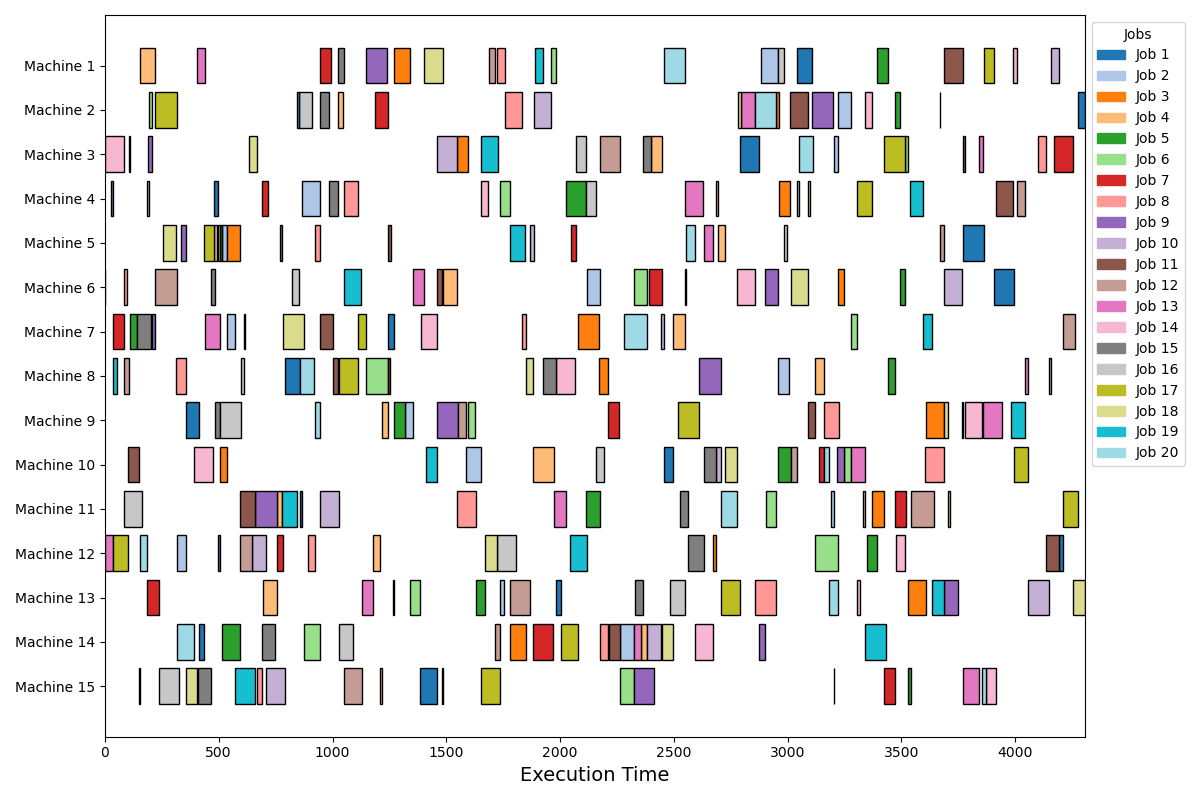 Machine 1
Machine 2
Machine 3
Machine 4
Machine 5
Machine 6
Machine 7
Machine 8
Machine 9
Machine 10
Machine 11
Machine 12
Machine 13
Machine 14
Machine 15
0 500 1000 1500 2000 2500 3000 3500 4000
Execution Time
Jobs
Job 1
Job 2
Job 3
Job 4
Job 5
Job 6
Job 7
Job 8
Job 9
Job 10
Job 11
Job 12
Job 13
Job 14
Job 15
Job 16
Job 17
Job 18
Job 19
Job 20